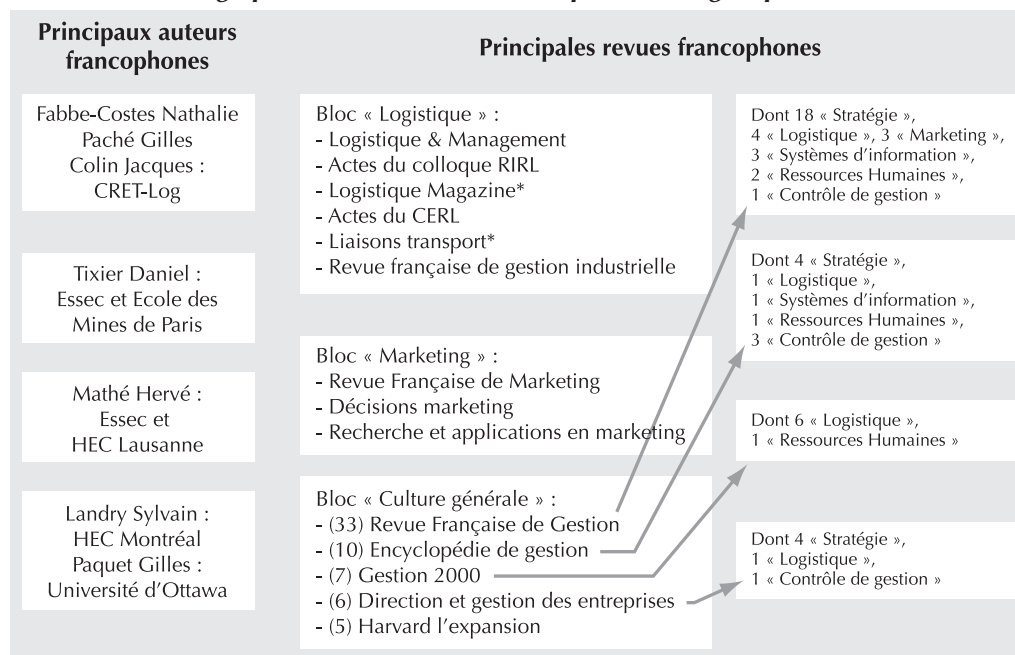 Principaux auteurs
francophones
Fabbe-Costes Nathalie
Paché Gilles
Colin Jacques :
CRET-Log
Tixier Daniel :
Essec et Ecole des
Mines de Paris
Mathé Hervé :
Essec et
HEC Lausanne
Landry Sylvain :
HEC Montréal
Paquet Gilles :
Université d'Ottawa
Principales revues francophones
Bloc « Logistique » :
- Logistique & Management
- Actes du colloque RIRL
- Logistique Magazine*
- Actes du CERL
- Liaisons transport*
- Revue française de gestion industrielle
Bloc « Marketing » :
- Revue Française de Marketing
- Décisions marketing
- Recherche et applications en marketing
Bloc « Culture générale » :
- (33) Revue Française de Gestion
- (10) Encyclopédie de gestion
- (7) Gestion 2000
- (6) Direction et gestion des entreprises
- (5) Harvard l'expansion
Dont 18 « Stratégie »,
4 « Logistique », 3 « Marketing »,
3 « Systèmes d'information »,
2 « Ressources Humaines »,
1 « Contrôle de gestion »
Dont 4 « Stratégie »,
1 « Logistique »,
1 « Systèmes d'information »,
1 « Ressources Humaines »,
3 « Contrôle de gestion »
Dont 6 « Logistique »,
1 « Ressources Humaines »
Dont 4 « Stratégie »,
1 « Logistique »,
1 « Contrôle de gestion »